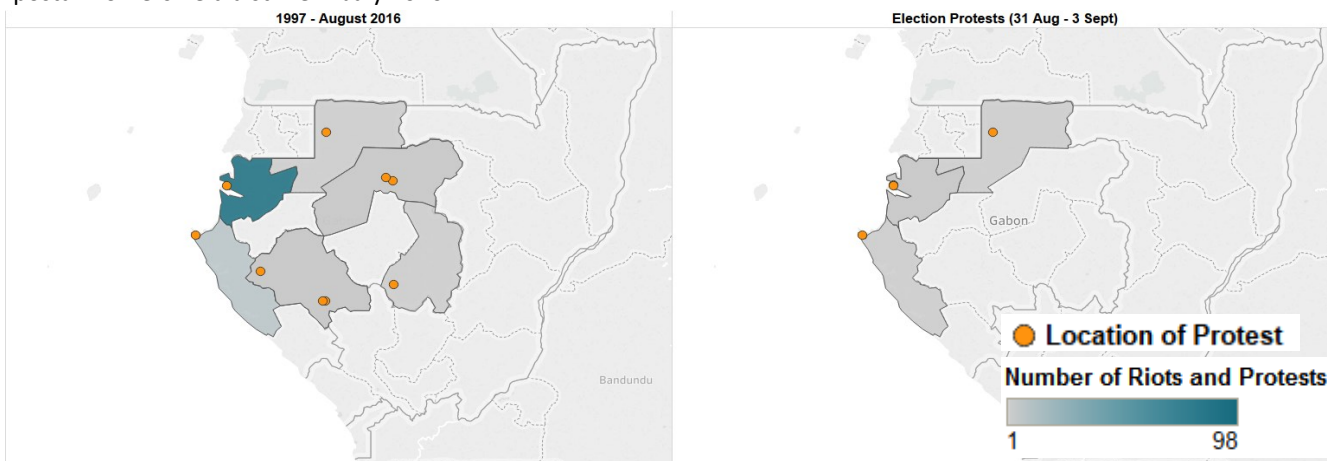 1997 - August 2016
Election Protests (31 Aug - 3 Sept)
Gabon
Bandundu
Location of Protest
Number of Riots and Protests
1 98